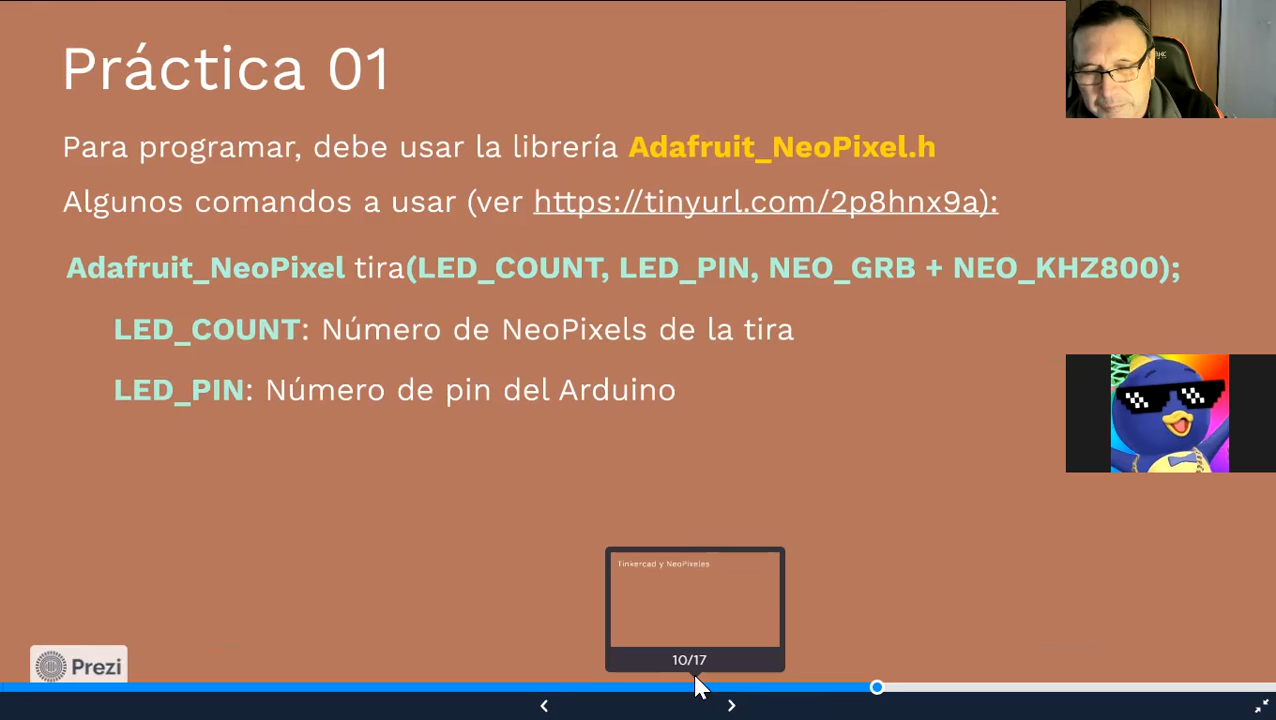 Práctica 01
Para programar, debe usar la librería Adafruit_NeoPixel.h
Algunos comandos a usar (ver https://tinyurl.com/2p8hnx9a):
Adafruit_NeoPixel tira(LED_COUNT, LED_PIN, NEO_GRB + NEO_KHZ800);
LED_COUNT: Número de NeoPixels de la tira
LED_PIN: Número de pin del Arduino
Tinkercad y NeoPixeles
10/17
Prezi